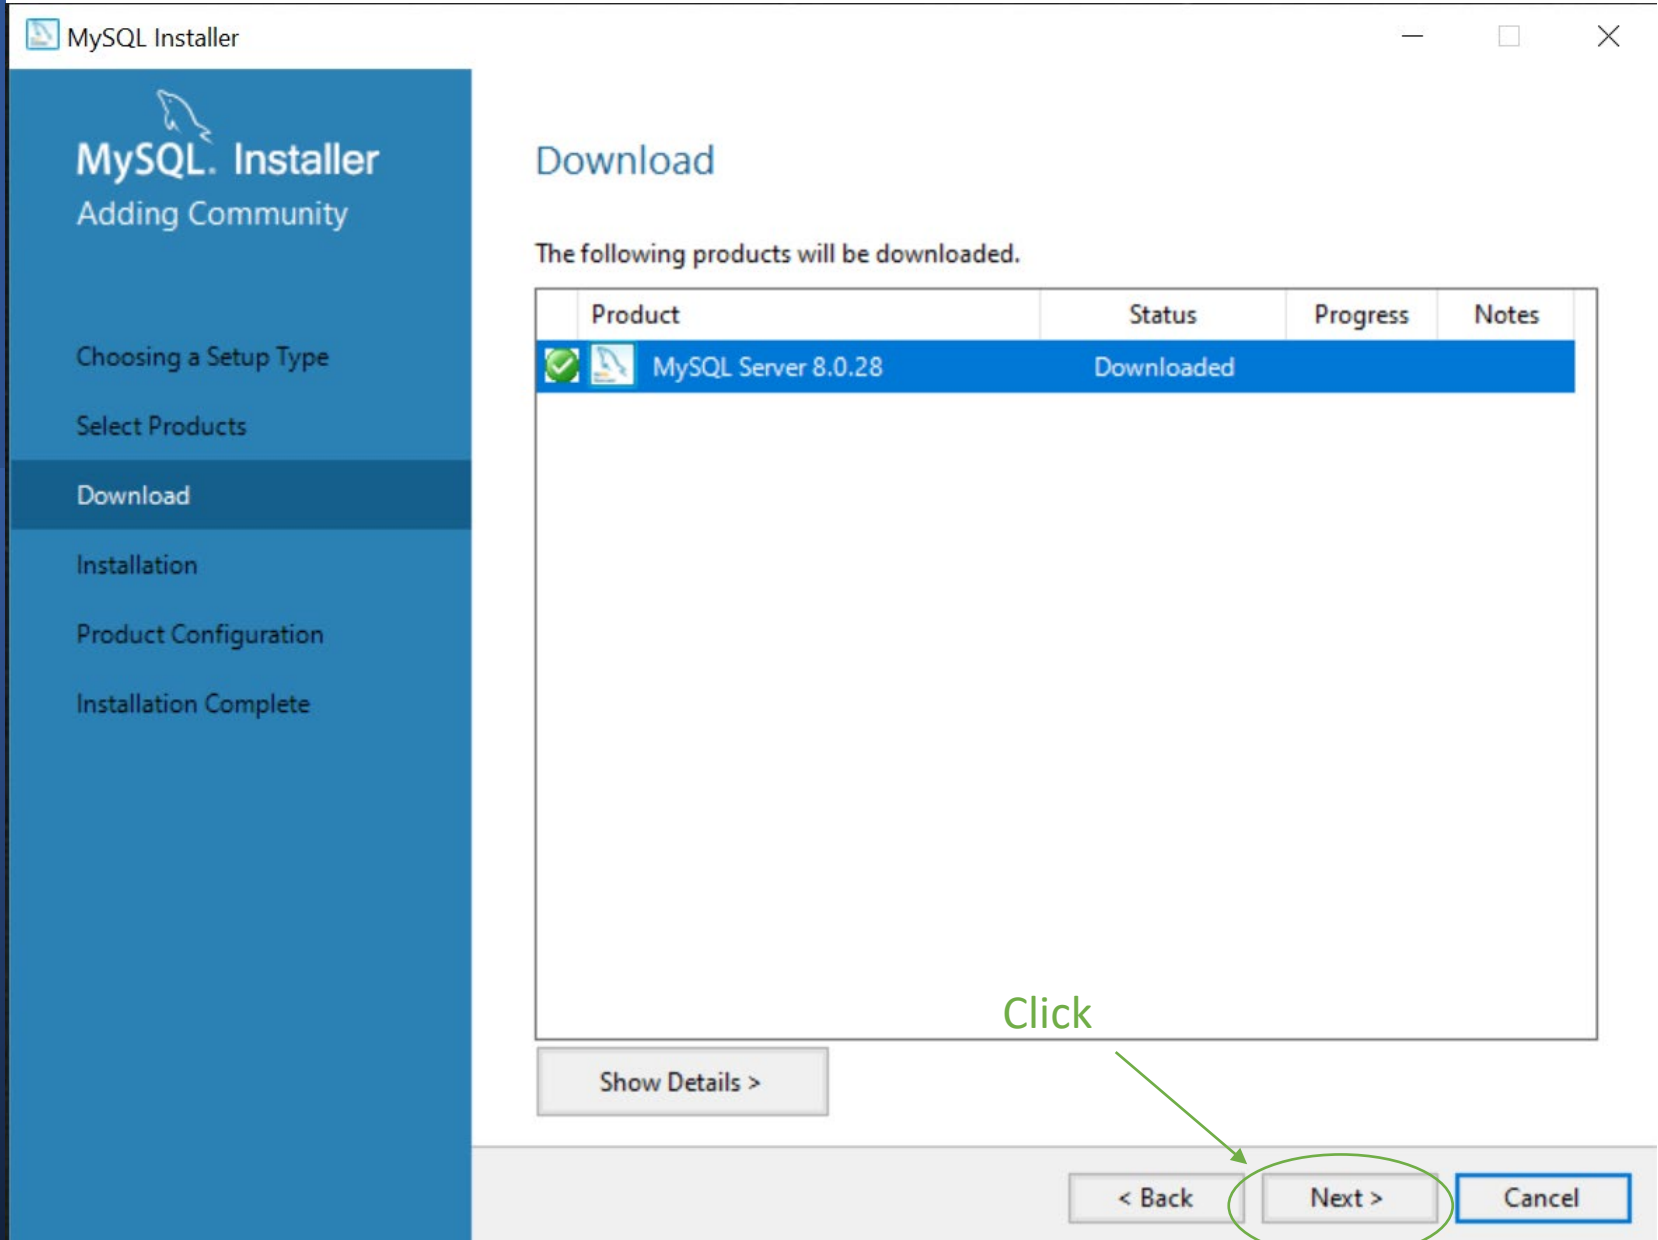 MySQL Installer
MySQL. Installer
Adding Community
Choosing a Setup Type
Select Products
Download
Installation
Product Configuration
Installation Complete
Download
The following products will be downloaded.
Product Status Progress Notes
MySQL Server 8.0.28 Downloaded
Click
Show Details >
< Back Next > Cancel